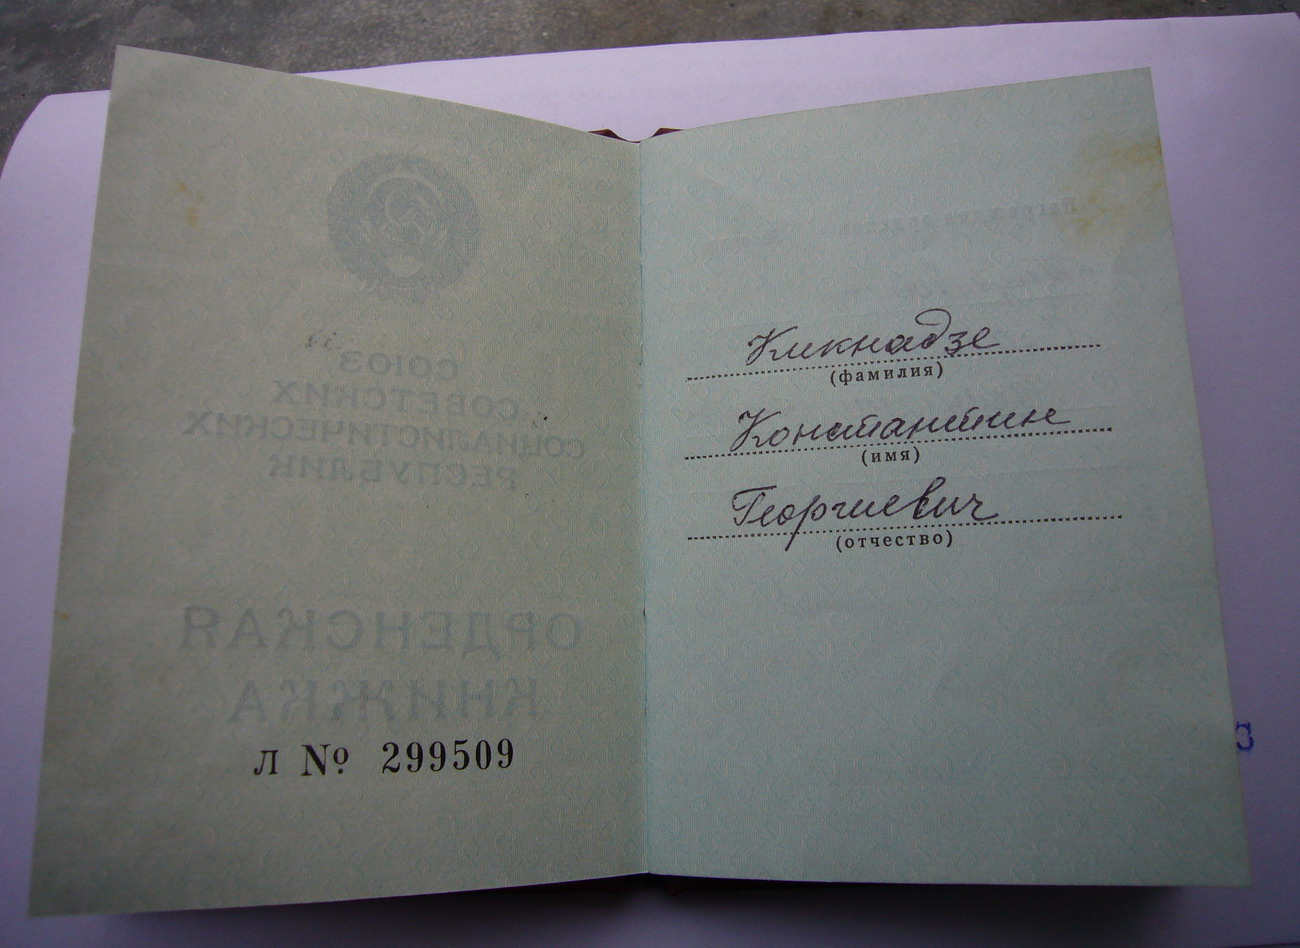 СОЮЗ
СОВЕТСКИХ
СОЦИАЛИСТИЧЕСКИХ
РЕСПУБЛИК
ОРДЕНСКАЯ
КНИЖКА
Л № 299509
Кикнадзе
(фамилия)
Константин
(имя)
Георгиевич
(отчество)